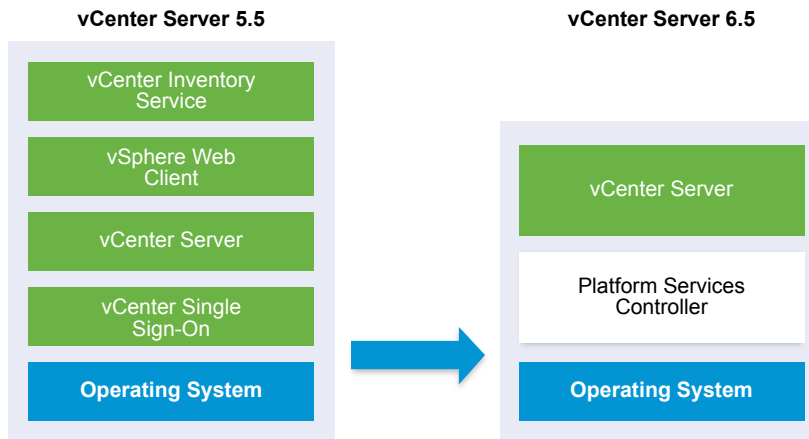 vCenter Server 5.5
vCenter Inventory
Service
vSphere Web
Client
vCenter Server
vCenter Single
Sign-On
Operating System
vCenter Server 6.5
vCenter Server
Platform Services
Controller
Operating System